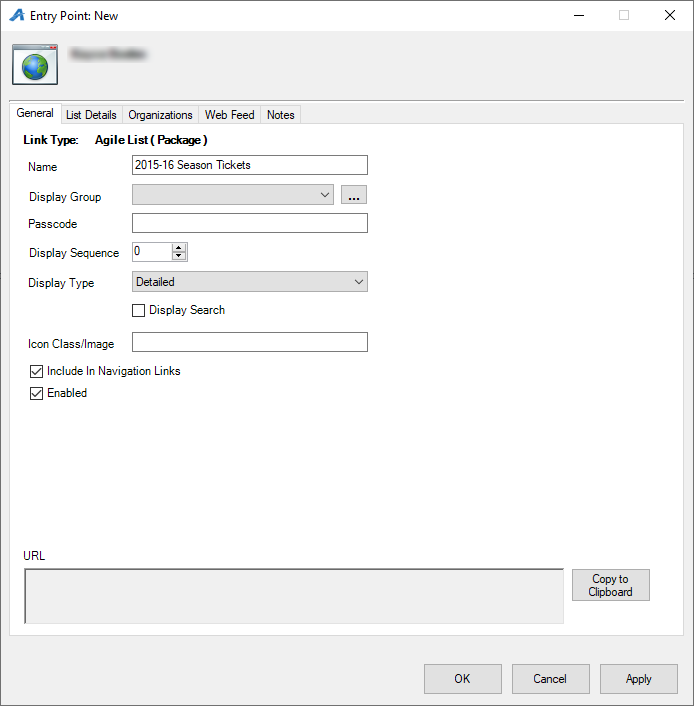 Entry Point: New
General
List Details
Organizations
Web Feed
Notes
Link Type: Agile List ( Package )
Name 2015-16 Season Tickets
Display Group ...
Passcode
Display Sequence 0
Display Type Detailed
Display Search
Icon Class/Image
Include In Navigation Links
Enabled
URL
Copy to
Clipboard
OK
Cancel
Apply